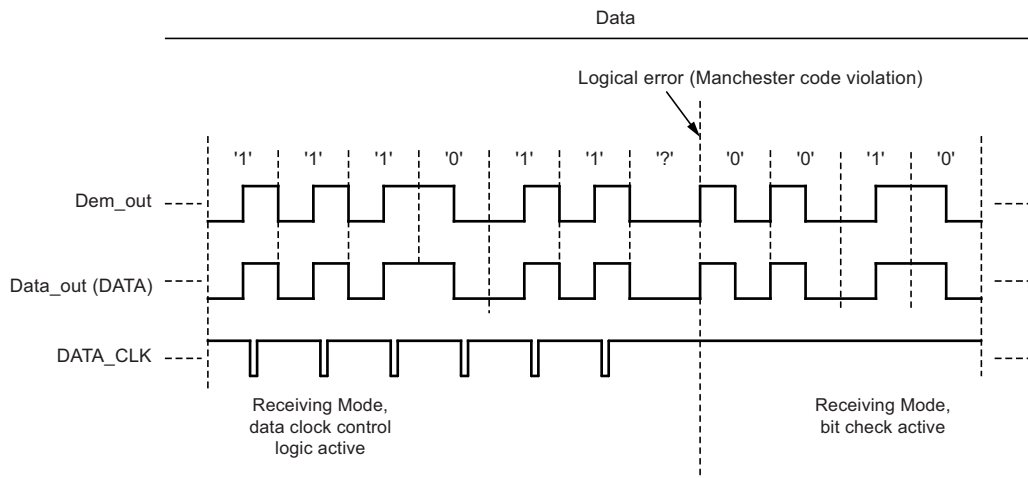 Data
Logical error (Manchester code violation)
'1' '1' '1' '0' '1' '1' '?' '0' '0' '1' '0'
Dem_out
Data_out (DATA)
DATA_CLK
Receiving Mode,
data clock control
logic active
Receiving Mode,
bit check active